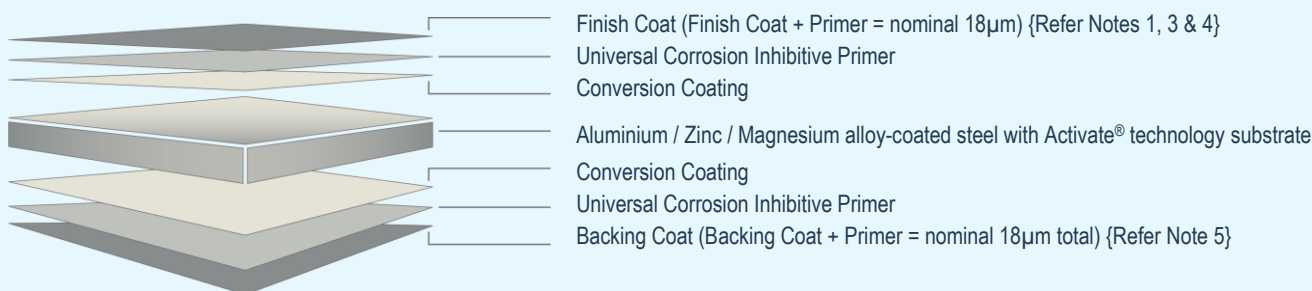 Finish Coat (Finish Coat + Primer = nominal 18µm) {Refer Notes 1, 3 & 4}
Universal Corrosion Inhibitive Primer
Conversion Coating
Aluminium / Zinc / Magnesium alloy-coated steel with Activate® technology substrate
Conversion Coating
Universal Corrosion Inhibitive Primer
Backing Coat (Backing Coat + Primer = nominal 18µm total) {Refer Note 5}